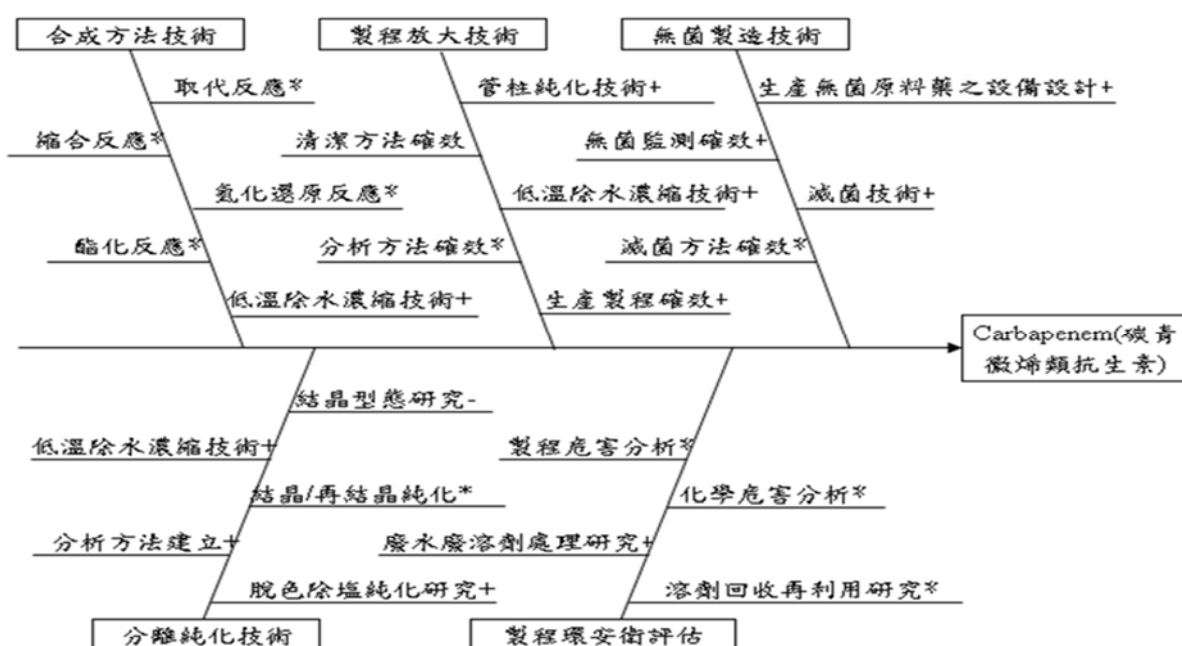 合成方法技術
製程放大技術
無菌製造技術
取代反應※
管柱純化技術+
生產無菌原料藥之設備設計+
縮合反應※
清潔方法確效
無菌監測確效+
氫化還原反應※
低溫除水濃縮技術+
滅菌技術+
酯化反應※
分析方法確效※
滅菌方法確效※
低溫除水濃縮技術+
生產製程確效+
Carbapenem(碳青
黴烯類抗生素)
結晶型態研究-
低溫除水濃縮技術+
製程危害分析※
結晶/再結晶純化*
化學危害分析※
分析方法建立+
廢水廢溶劑處理研究+
脫色除塩純化研究+
溶劑回收再利用研究※
分離純化技術
製程環安衛評估